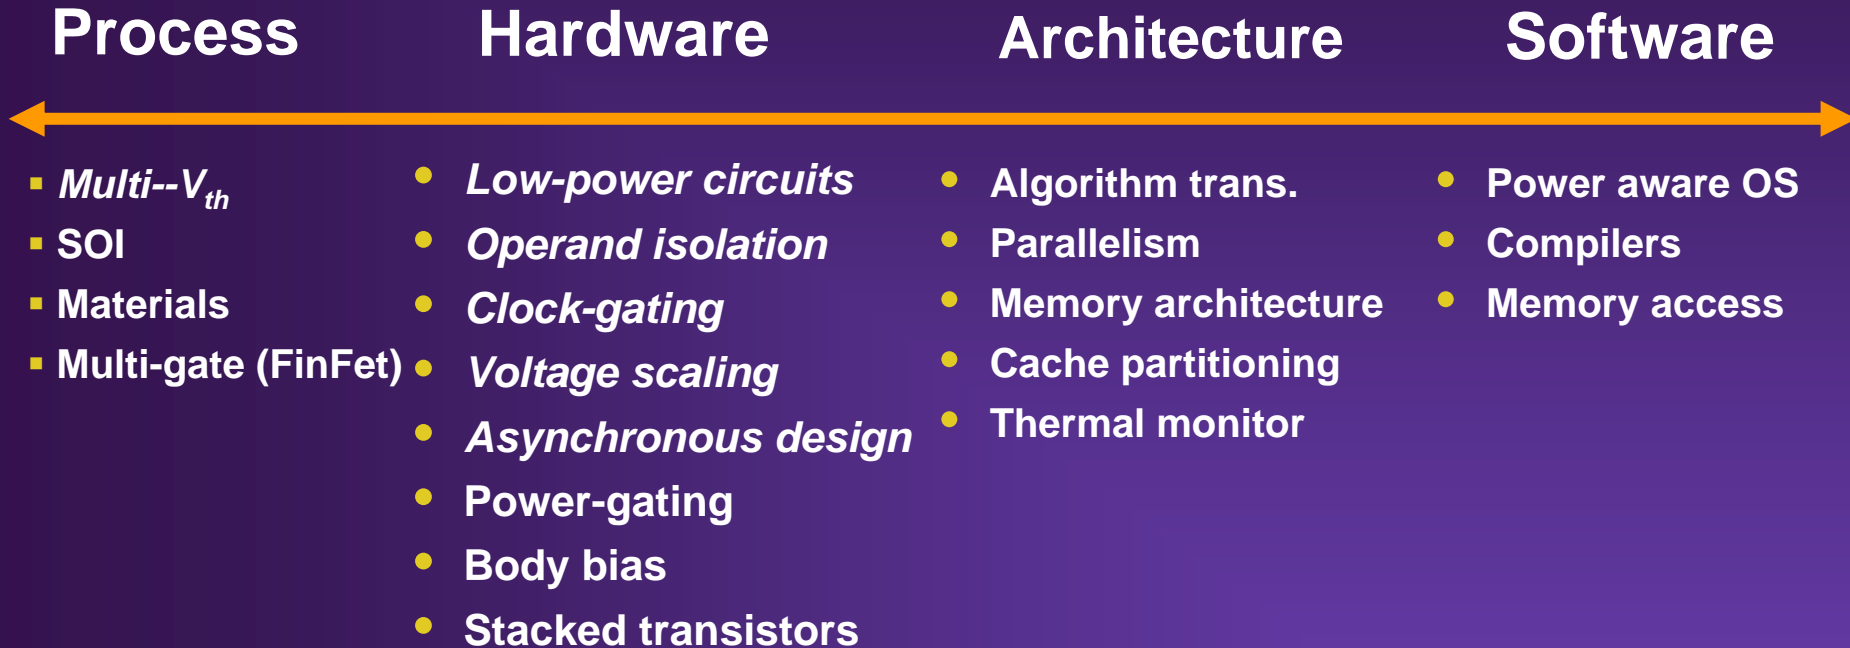 Process
Hardware
Architecture
Software
Multi--Vth
SOI
Materials
Multi-gate (FinFet)
Low-power circuits
Operand isolation
Clock-gating
Voltage scaling
Asynchronous design
Power-gating
Body bias
Stacked transistors
Algorithm trans.
Parallelism
Memory architecture
Cache partitioning
Thermal monitor
Power aware OS
Compilers
Memory access